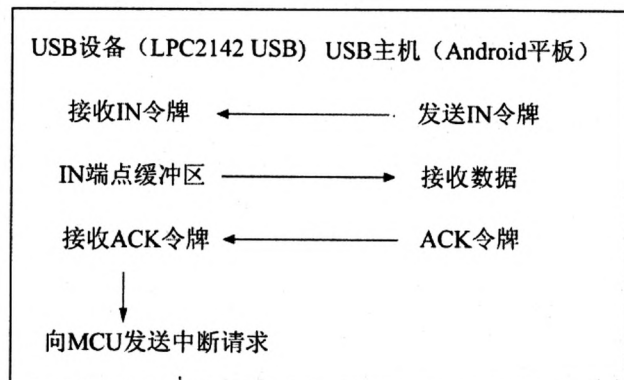 USB设备（LPC2142 USB) USB主机（Android平板）
接收IN令牌 发送IN令牌
IN端点缓冲区 接收数据
接收ACK令牌 ACK令牌
向MCU发送中断请求